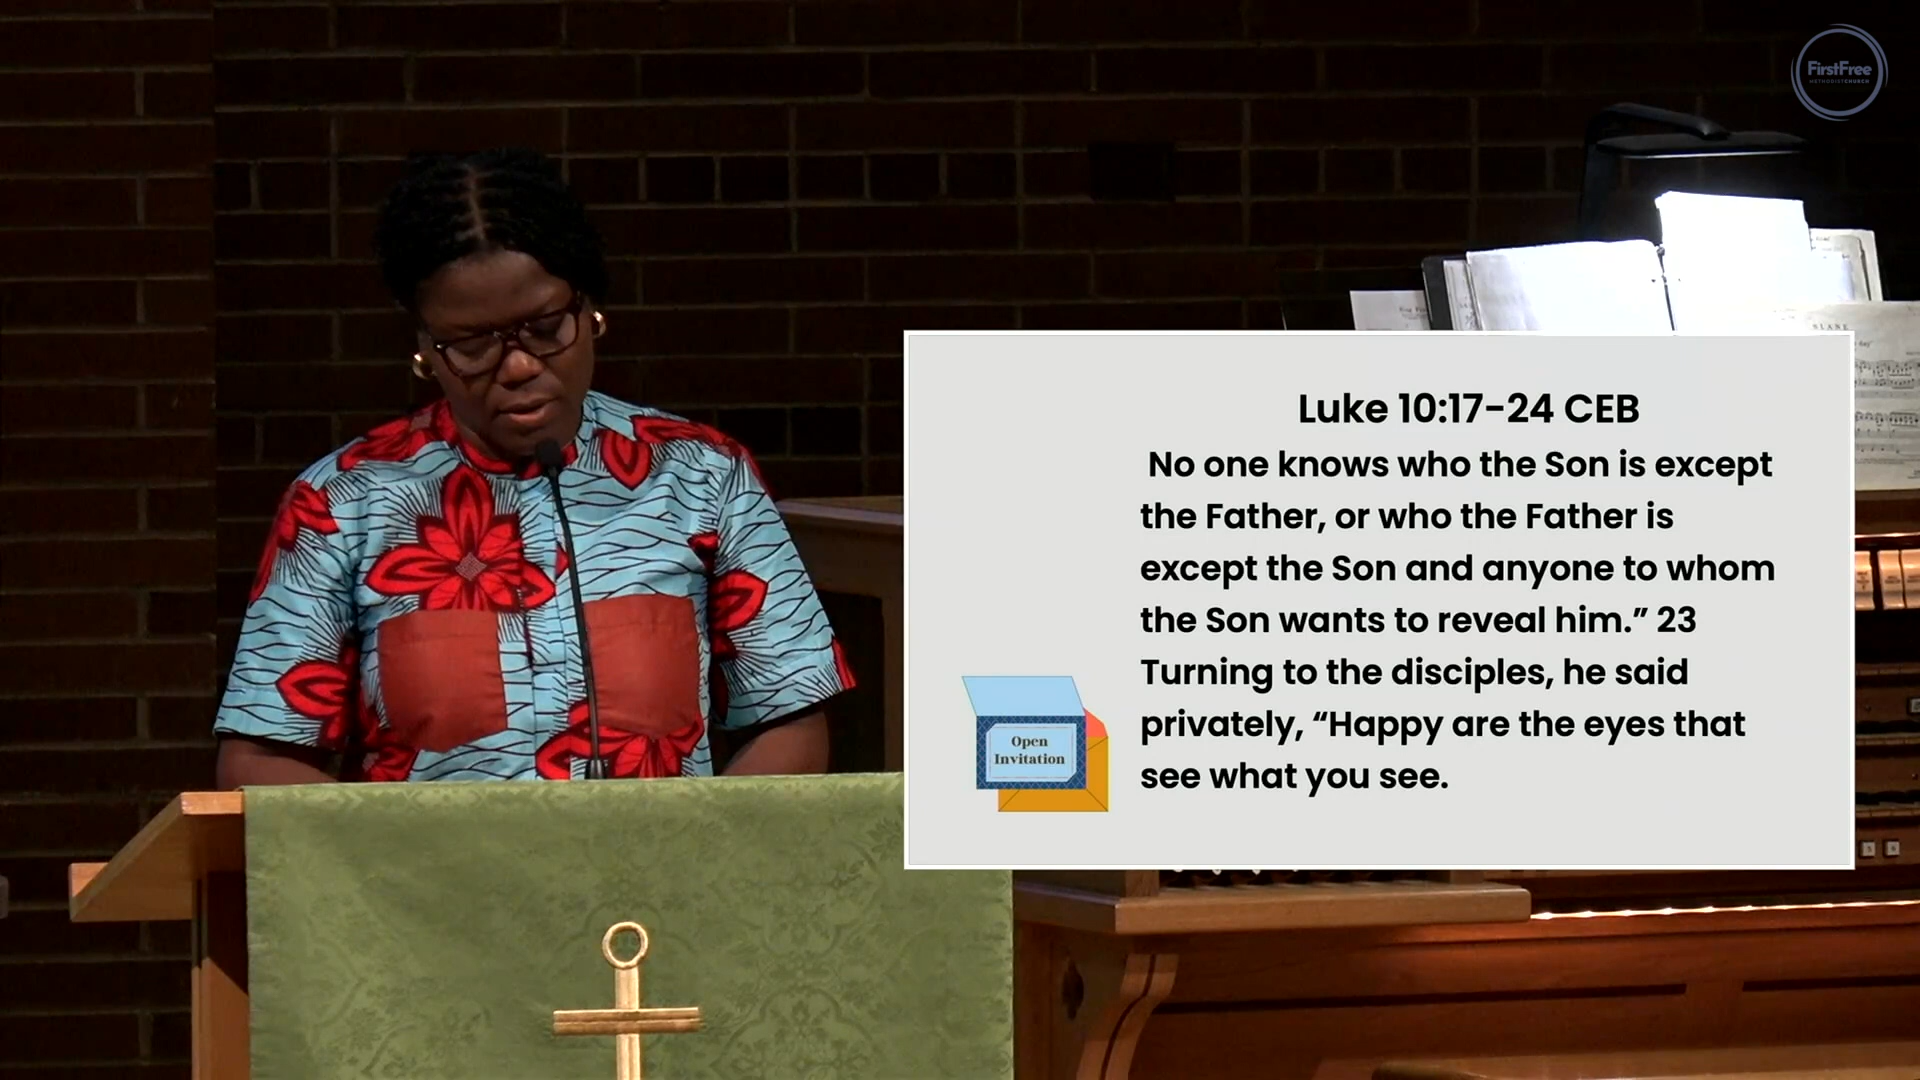 FirstFree
METHODISTCHURCH
SLANE
Luke 10:17-24 CEB
No one knows who the Son is except
the Father, or who the Father is
except the Son and anyone to whom
the Son wants to reveal him.” 23
Turning to the disciples, he said
privately, “Happy are the eyes that
see what you see.
Open
Invitation